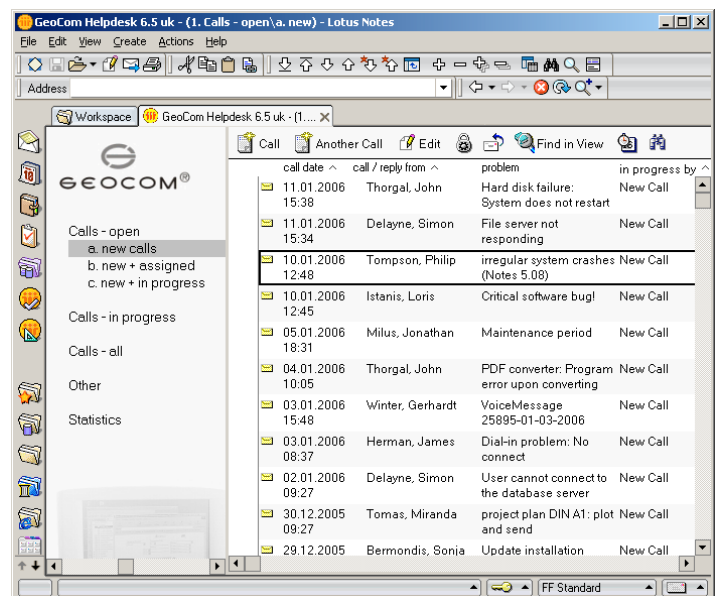 GeoCom Helpdesk 6.5 uk - (1. Calls - open\a. new) - Lotus Notes
File Edit View Create Actions Help
Address
Workspace GeoCom Helpdesk 6.5 uk - (1....
GEOCOM®
Calls - open
a. new calls
b. new + assigned
c. new + in progress
Calls - in progress
Calls - all
Other
Statistics
Call Another Call Edit Find in View
call date call / reply from problem in progress by
11.01.2006 Thorgal, John Hard disk failure: New Call
15:38 System does not restart
11.01.2006 Delayne, Simon File server not New Call
15:34 responding
10.01.2006 Tompson, Philip irregular system crashes New Call
12:48 (Notes 5.08)
10.01.2006 Istanis, Loris Critical software bug! New Call
12:45
05.01.2006 Milus, Jonathan Maintenance period New Call
18:31
04.01.2006 Thorgal, John PDF converter: Program New Call
10:05 error upon converting
03.01.2006 Winter, Gerhardt VoiceMessage New Call
15:48 25895-01-03-2006
03.01.2006 Herman, James Dial-in problem: No New Call
08:37 connect
02.01.2006 Delayne, Simon User cannot connect to New Call
09:27 the database server
30.12.2005 Tomas, Miranda project plan DIN A1: plot New Call
09:27 and send
29.12.2005 Bermondis, Sonja Update installation New Call
FF Standard